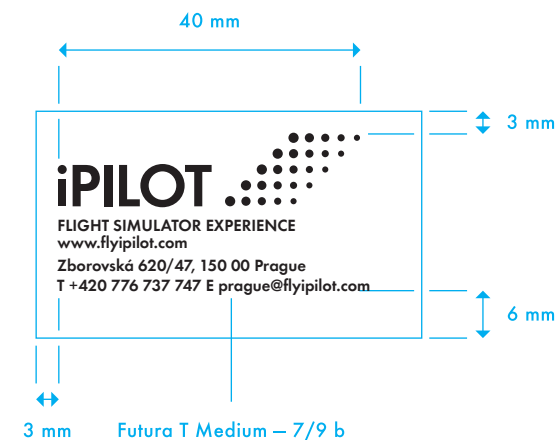 40 mm
3 mm
iPILOT
FLIGHT SIMULATOR EXPERIENCE
www.flyipilot.com
Zborovská 620/47, 150 00 Prague
T +420 776 737 747 E prague@flyipilot.com
6 mm
3 mm
Futura T Medium – 7/9 b